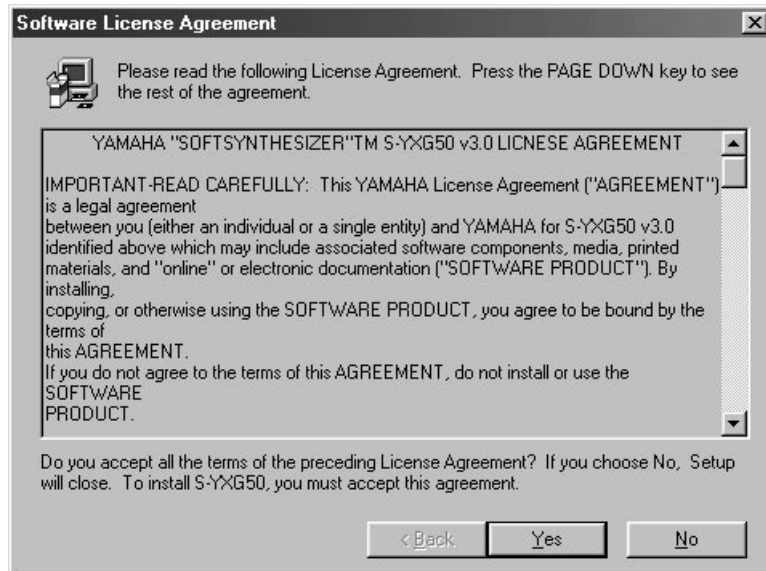 Software License Agreement
Please read the following License Agreement. Press the PAGE DOWN key to see
the rest of the agreement.
YAMAHA "SOFTSYNTHESIZER"TM S-YXG50 v3.0 LICNESE AGREEMENT
IMPORTANT-READ CAREFULLY: This YAMAHA License Agreement ("AGREEMENT")
is a legal agreement
between you (either an individual or a single entity) and YAMAHA for S-YXG50 v3.0
identified above which may include associated software components, media, printed
materials, and "online" or electronic documentation ("SOFTWARE PRODUCT"). By
installing,
copying, or otherwise using the SOFTWARE PRODUCT, you agree to be bound by the
terms of
this AGREEMENT.
If you do not agree to the terms of this AGREEMENT, do not install or use the
SOFTWARE
PRODUCT.
Do you accept all the terms of the preceding License Agreement? If you choose No, Setup
will close. To install S-YXG50, you must accept this agreement.
< Back Yes No